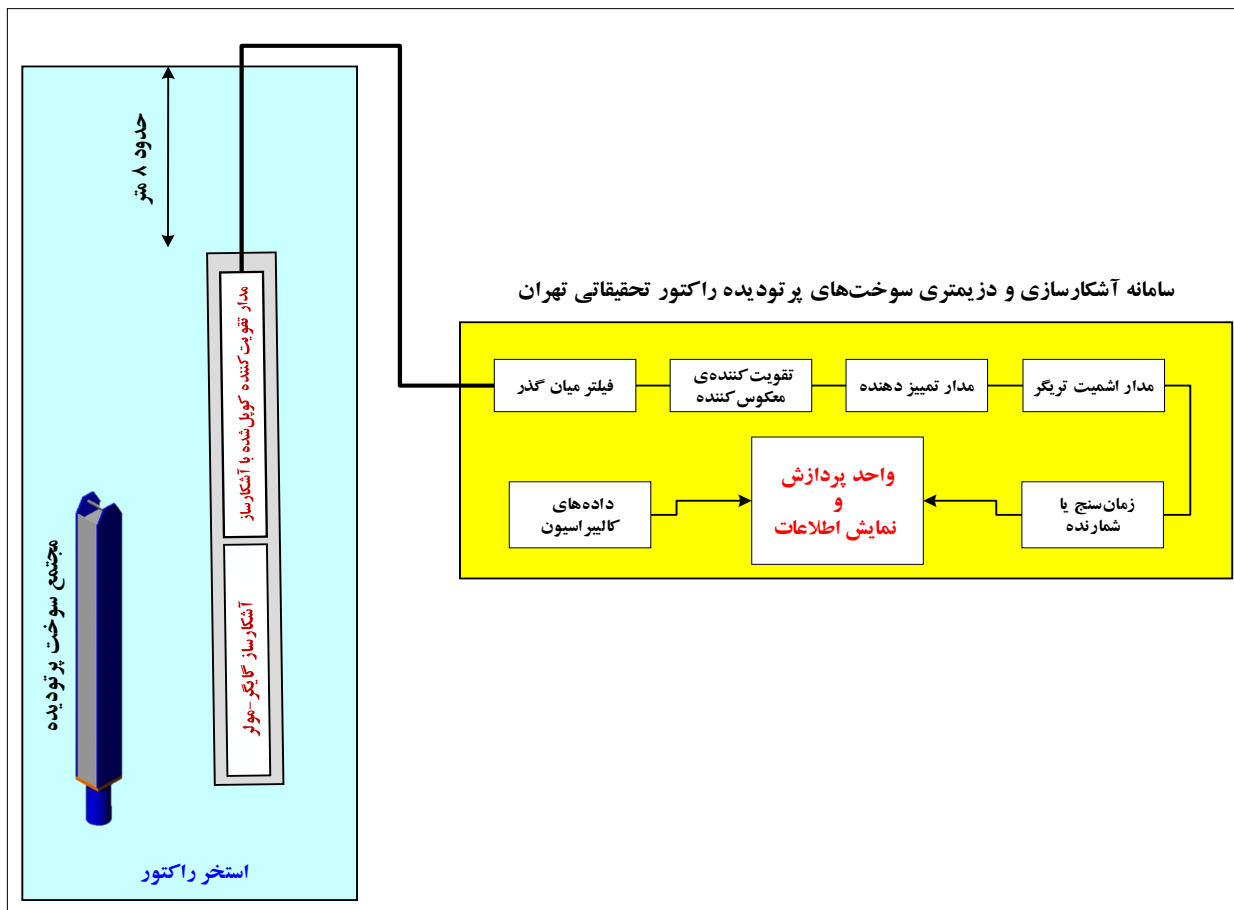 حدود ۸ متر
مدار تقویت‌کننده کوپل‌شده با آشکارساز
آشکارساز گایگر-مولر
مجتمع سوخت پرتودیده
استخر راکتور
سامانه آشکارسازی و دزیمتری سوخت‌های پرتودیده راکتور تحقیقاتی تهران
فیلتر میان گذر
تقویت‌کننده‌ی
معکوس‌کننده
مدار تمییز دهنده
مدار اشمیت تریگر
داده‌های
کالیبراسیون
واحد پردازش
و
نمایش اطلاعات
زمان‌سنج یا
شمارنده